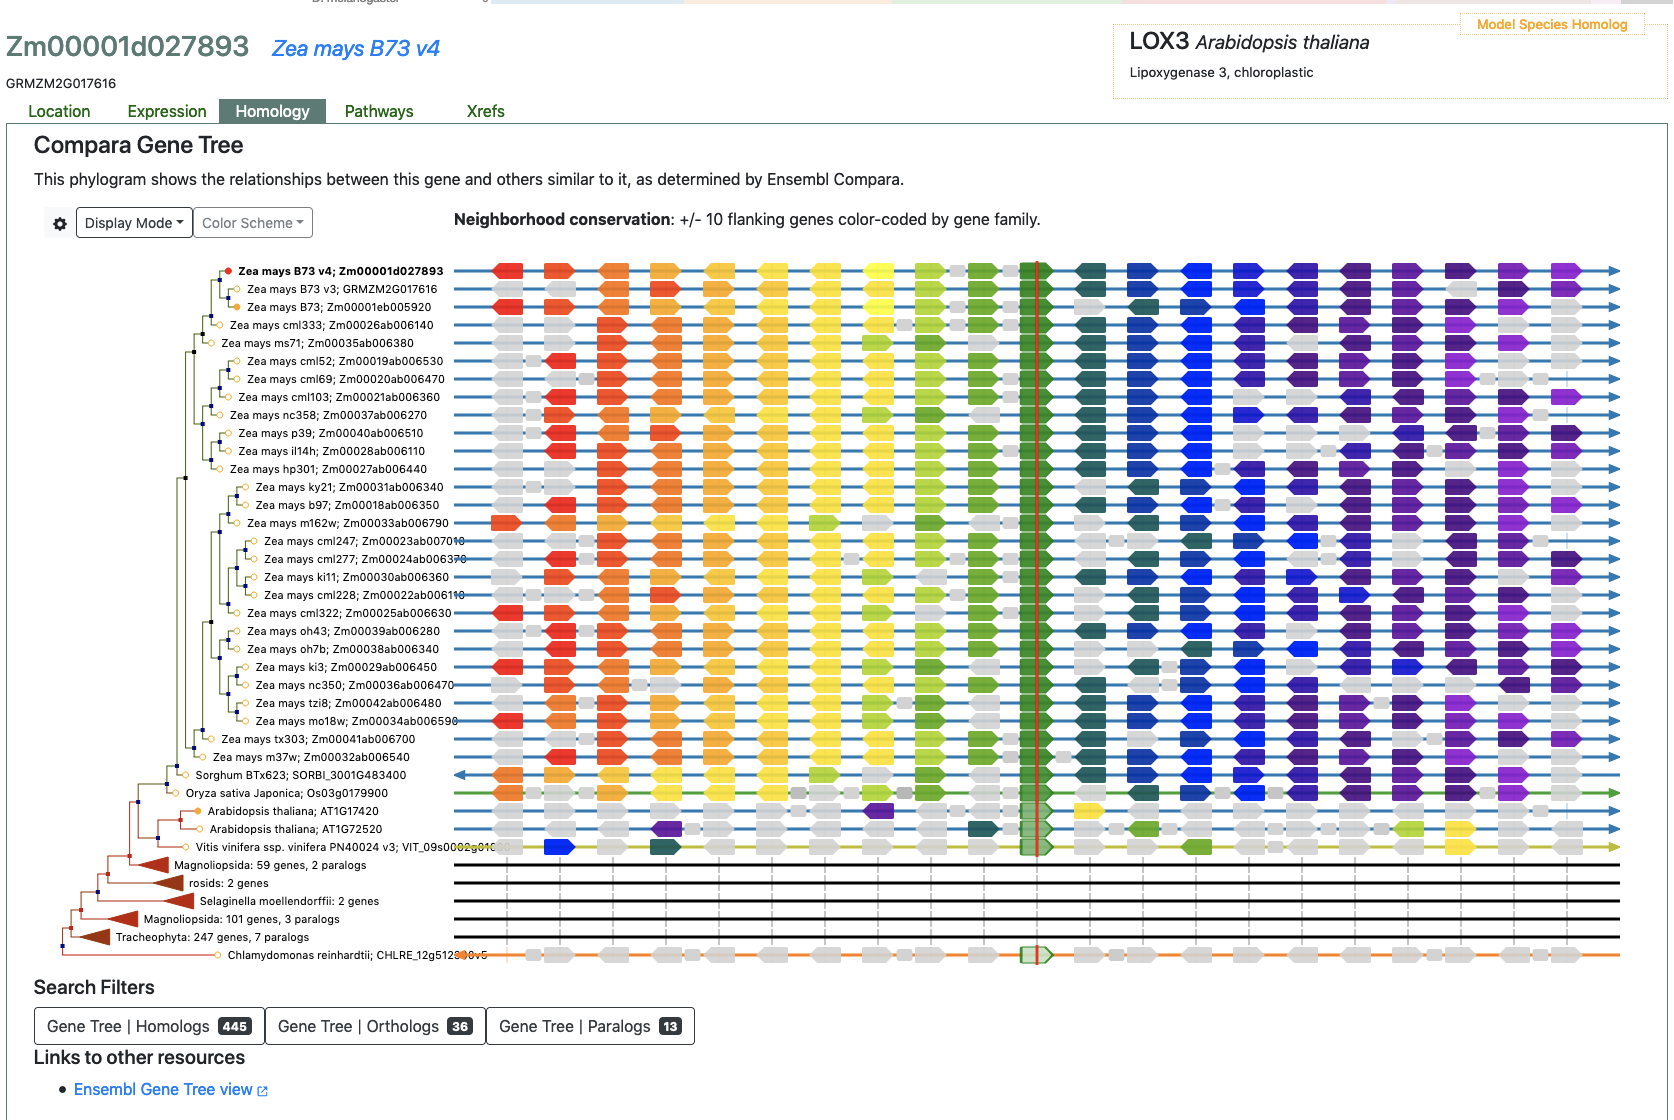 Zm00001d027893 Zea mays B73 v4
GRMZM2G017616
Model Species Homolog
LOX3 Arabidopsis thaliana
Lipoxygenase 3, chloroplastic
Location Expression Homology Pathways Xrefs
Compara Gene Tree
This phylogram shows the relationships between this gene and others similar to it, as determined by Ensembl Compara.
Display Mode Color Scheme
Neighborhood conservation: +/- 10 flanking genes color-coded by gene family.
Zea mays B73 v4; Zm00001d027893
Zea mays B73 v3; GRMZM2G017616
Zea mays B73; Zm00001eb005920
Zea mays cml333; Zm00026ab006140
Zea mays ms71; Zm00035ab006380
Zea mays cml52; Zm00019ab006530
Zea mays cml69; Zm00020ab006470
Zea mays cml103; Zm00021ab006360
Zea mays nc358; Zm00037ab006270
Zea mays p39; Zm00040ab006510
Zea mays il14h; Zm00028ab006110
Zea mays hp301; Zm00027ab006440
Zea mays ky21; Zm00031ab006340
Zea mays b97; Zm00018ab006350
Zea mays m162w; Zm00033ab006790
Zea mays cml247; Zm00023ab007010
Zea mays cml277; Zm00024ab006370
Zea mays ki11; Zm00030ab006360
Zea mays cml228; Zm00022ab006110
Zea mays cml322; Zm00025ab006630
Zea mays oh43; Zm00039ab006280
Zea mays oh7b; Zm00038ab006340
Zea mays ki3; Zm00029ab006450
Zea mays nc350; Zm00036ab006470
Zea mays tzi8; Zm00042ab006480
Zea mays mo18w; Zm00034ab006590
Zea mays tx303; Zm00041ab006700
Zea mays m37w; Zm00032ab006540
Sorghum BTx623; SORBI_3001G483400
Oryza sativa Japonica; Os03g0179900
Arabidopsis thaliana; AT1G17420
Arabidopsis thaliana; AT1G72520
Vitis vinifera ssp. vinifera PN40024 v3;
Magnoliopsida: 59 genes, 2 paralogs
rosids: 2 genes
Selaginella moellendorffii: 2 genes
Magnoliopsida: 101 genes, 3 paralogs
Tracheophyta: 247 genes, 7 paralogs
Chlamydomonas reinhardtii;
Search Filters
Gene Tree | Homologs 445 Gene Tree | Orthologs 36 Gene Tree | Paralogs 13
Links to other resources
• Ensembl Gene Tree view